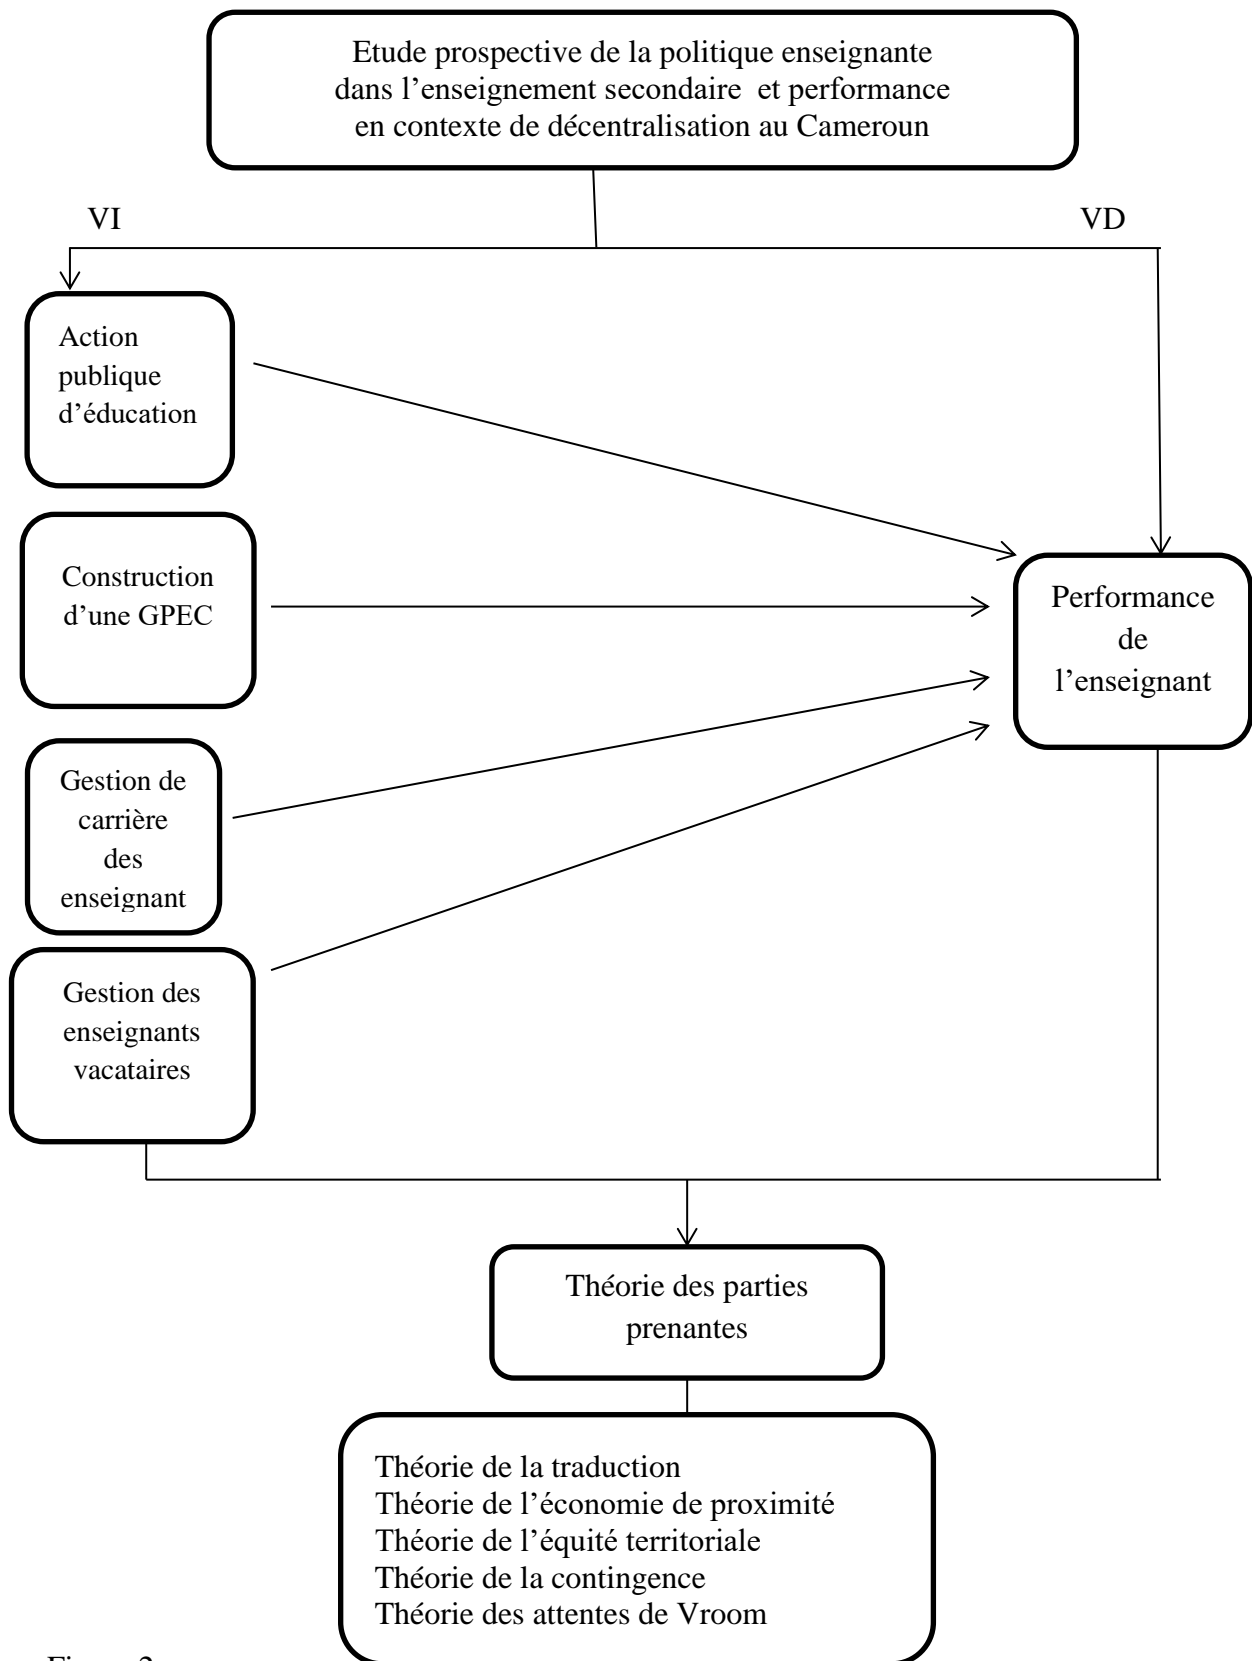 Etude prospective de la politique enseignante
dans l’enseignement secondaire et performance
en contexte de décentralisation au Cameroun
VI
VD
Action
publique
d’éducation
Construction
d’une GPEC
Performance
de
l’enseignant
Gestion de
carrière
des
enseignant
Gestion des
enseignants
vacataires
Théorie des parties
prenantes
Théorie de la traduction
Théorie de l’économie de proximité
Théorie de l’équité territoriale
Théorie de la contingence
Théorie des attentes de Vroom
Figure 2